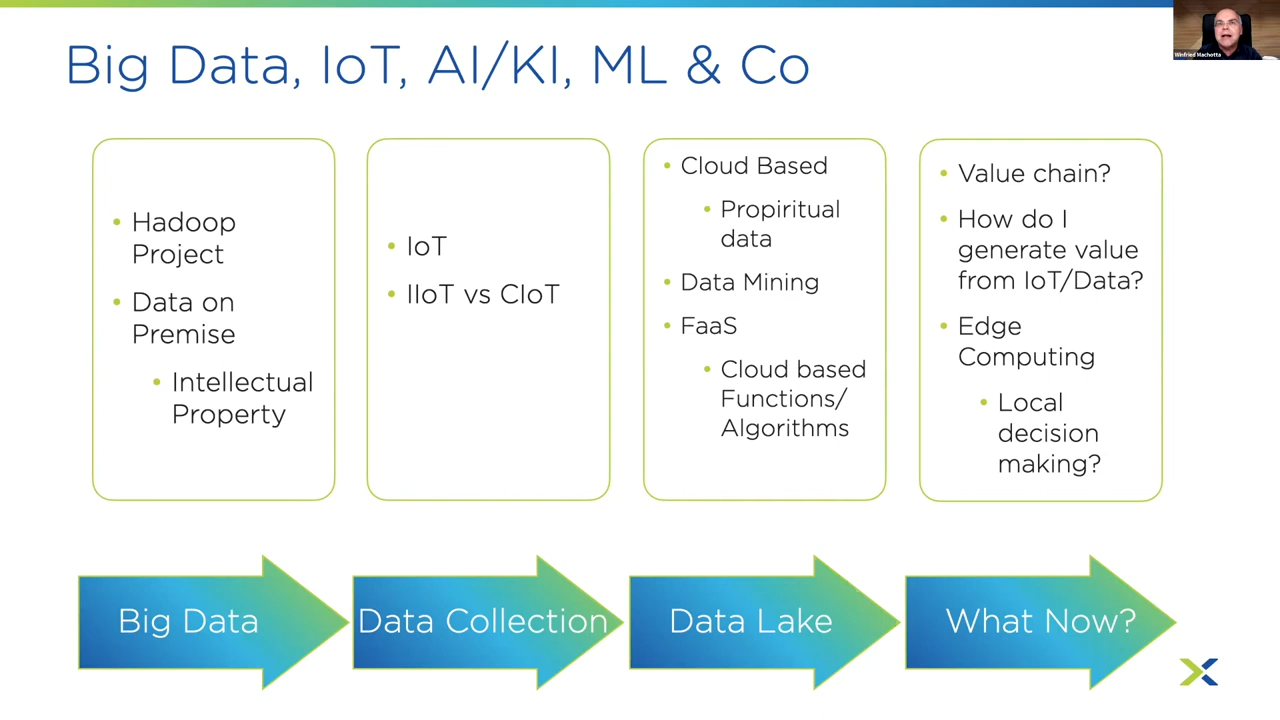 Big Data, IoT, AI/KI, ML & Co
Winfried Machotta
• Hadoop
Project
• Data on
Premise
• Intellectual
Property
• IoT
• IIoT vs CIoT
• Cloud Based
• Propiritual
data
• Data Mining
• FaaS
• Cloud based
Functions/
Algorithms
• Value chain?
• How do I
generate value
from IoT/Data?
• Edge
Computing
• Local
decision
making?
Big Data
Data Collection
Data Lake
What Now?